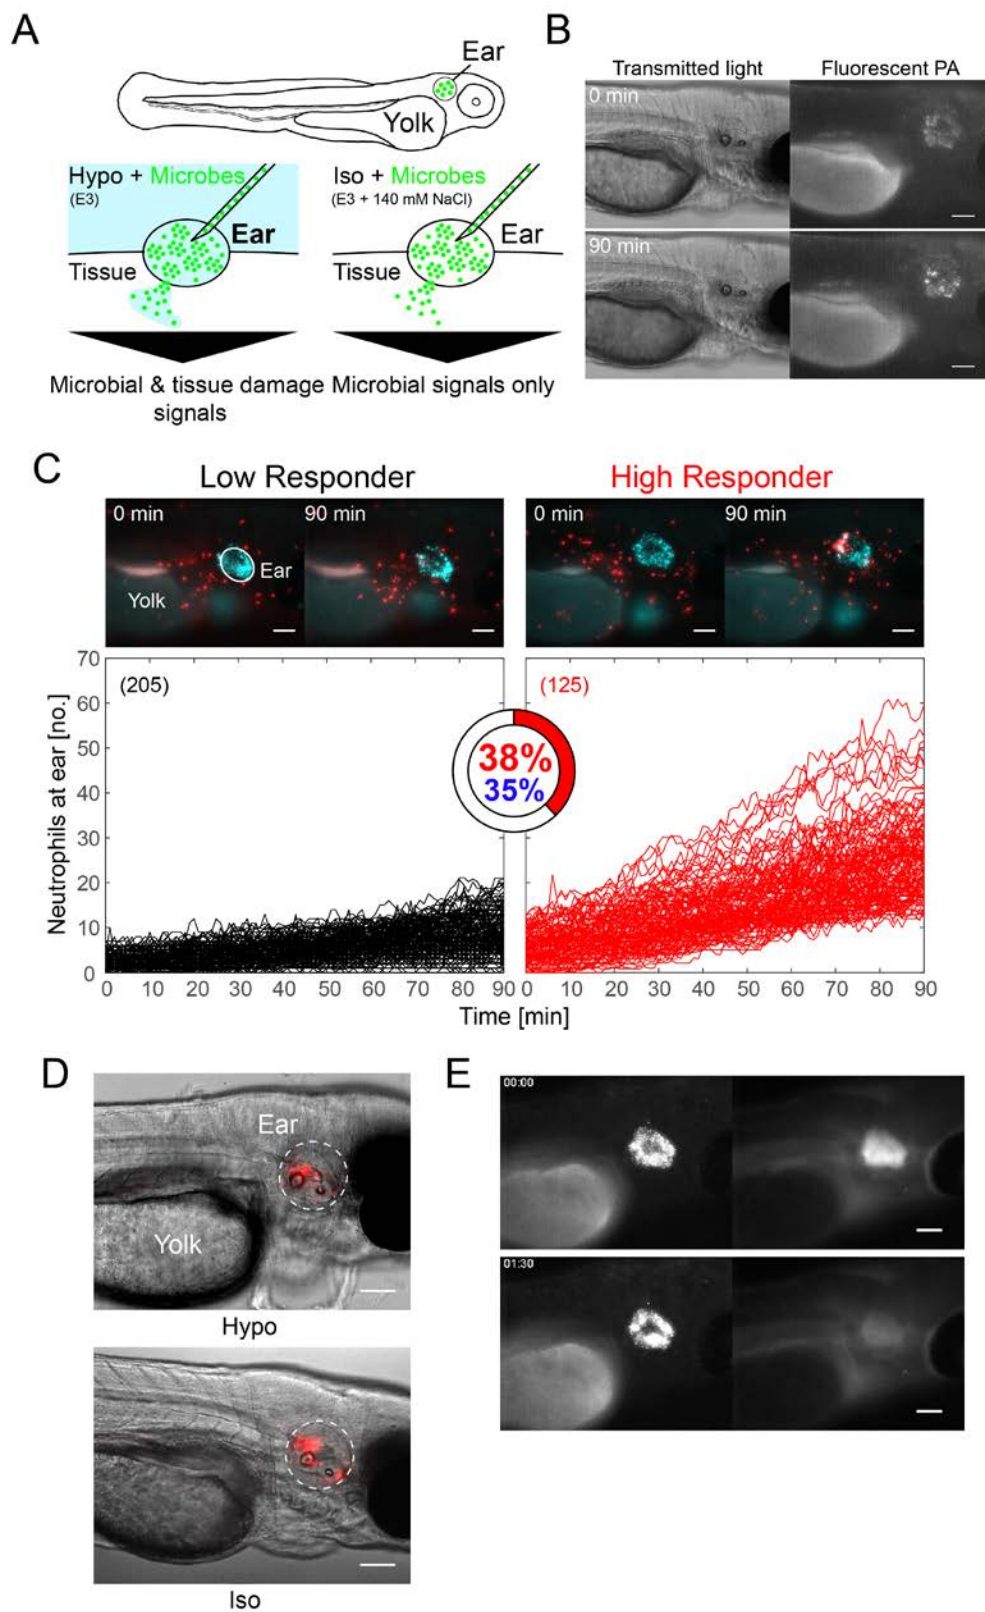 A
Ear
Yolk
Hypo + Microbes
(E3)
Ear
Tissue
Iso + Microbes
(E3 + 140 mM NaCl)
Ear
Tissue
Microbial & tissue damage
signals
Microbial signals only
B
Transmitted light
Fluorescent PA
0 min
90 min
C
Low Responder
High Responder
0 min
90 min
Ear
Yolk
0 min
90 min
Neutrophils at ear [no.]
70
60
50
40
30
20
10
0
(205)
(125)
38%
35%
0 10 20 30 40 50 60 70 80 90
0 10 20 30 40 50 60 70 80 90
Time [min]
D
Ear
Yolk
Hypo
Iso
E
00:00
01:30